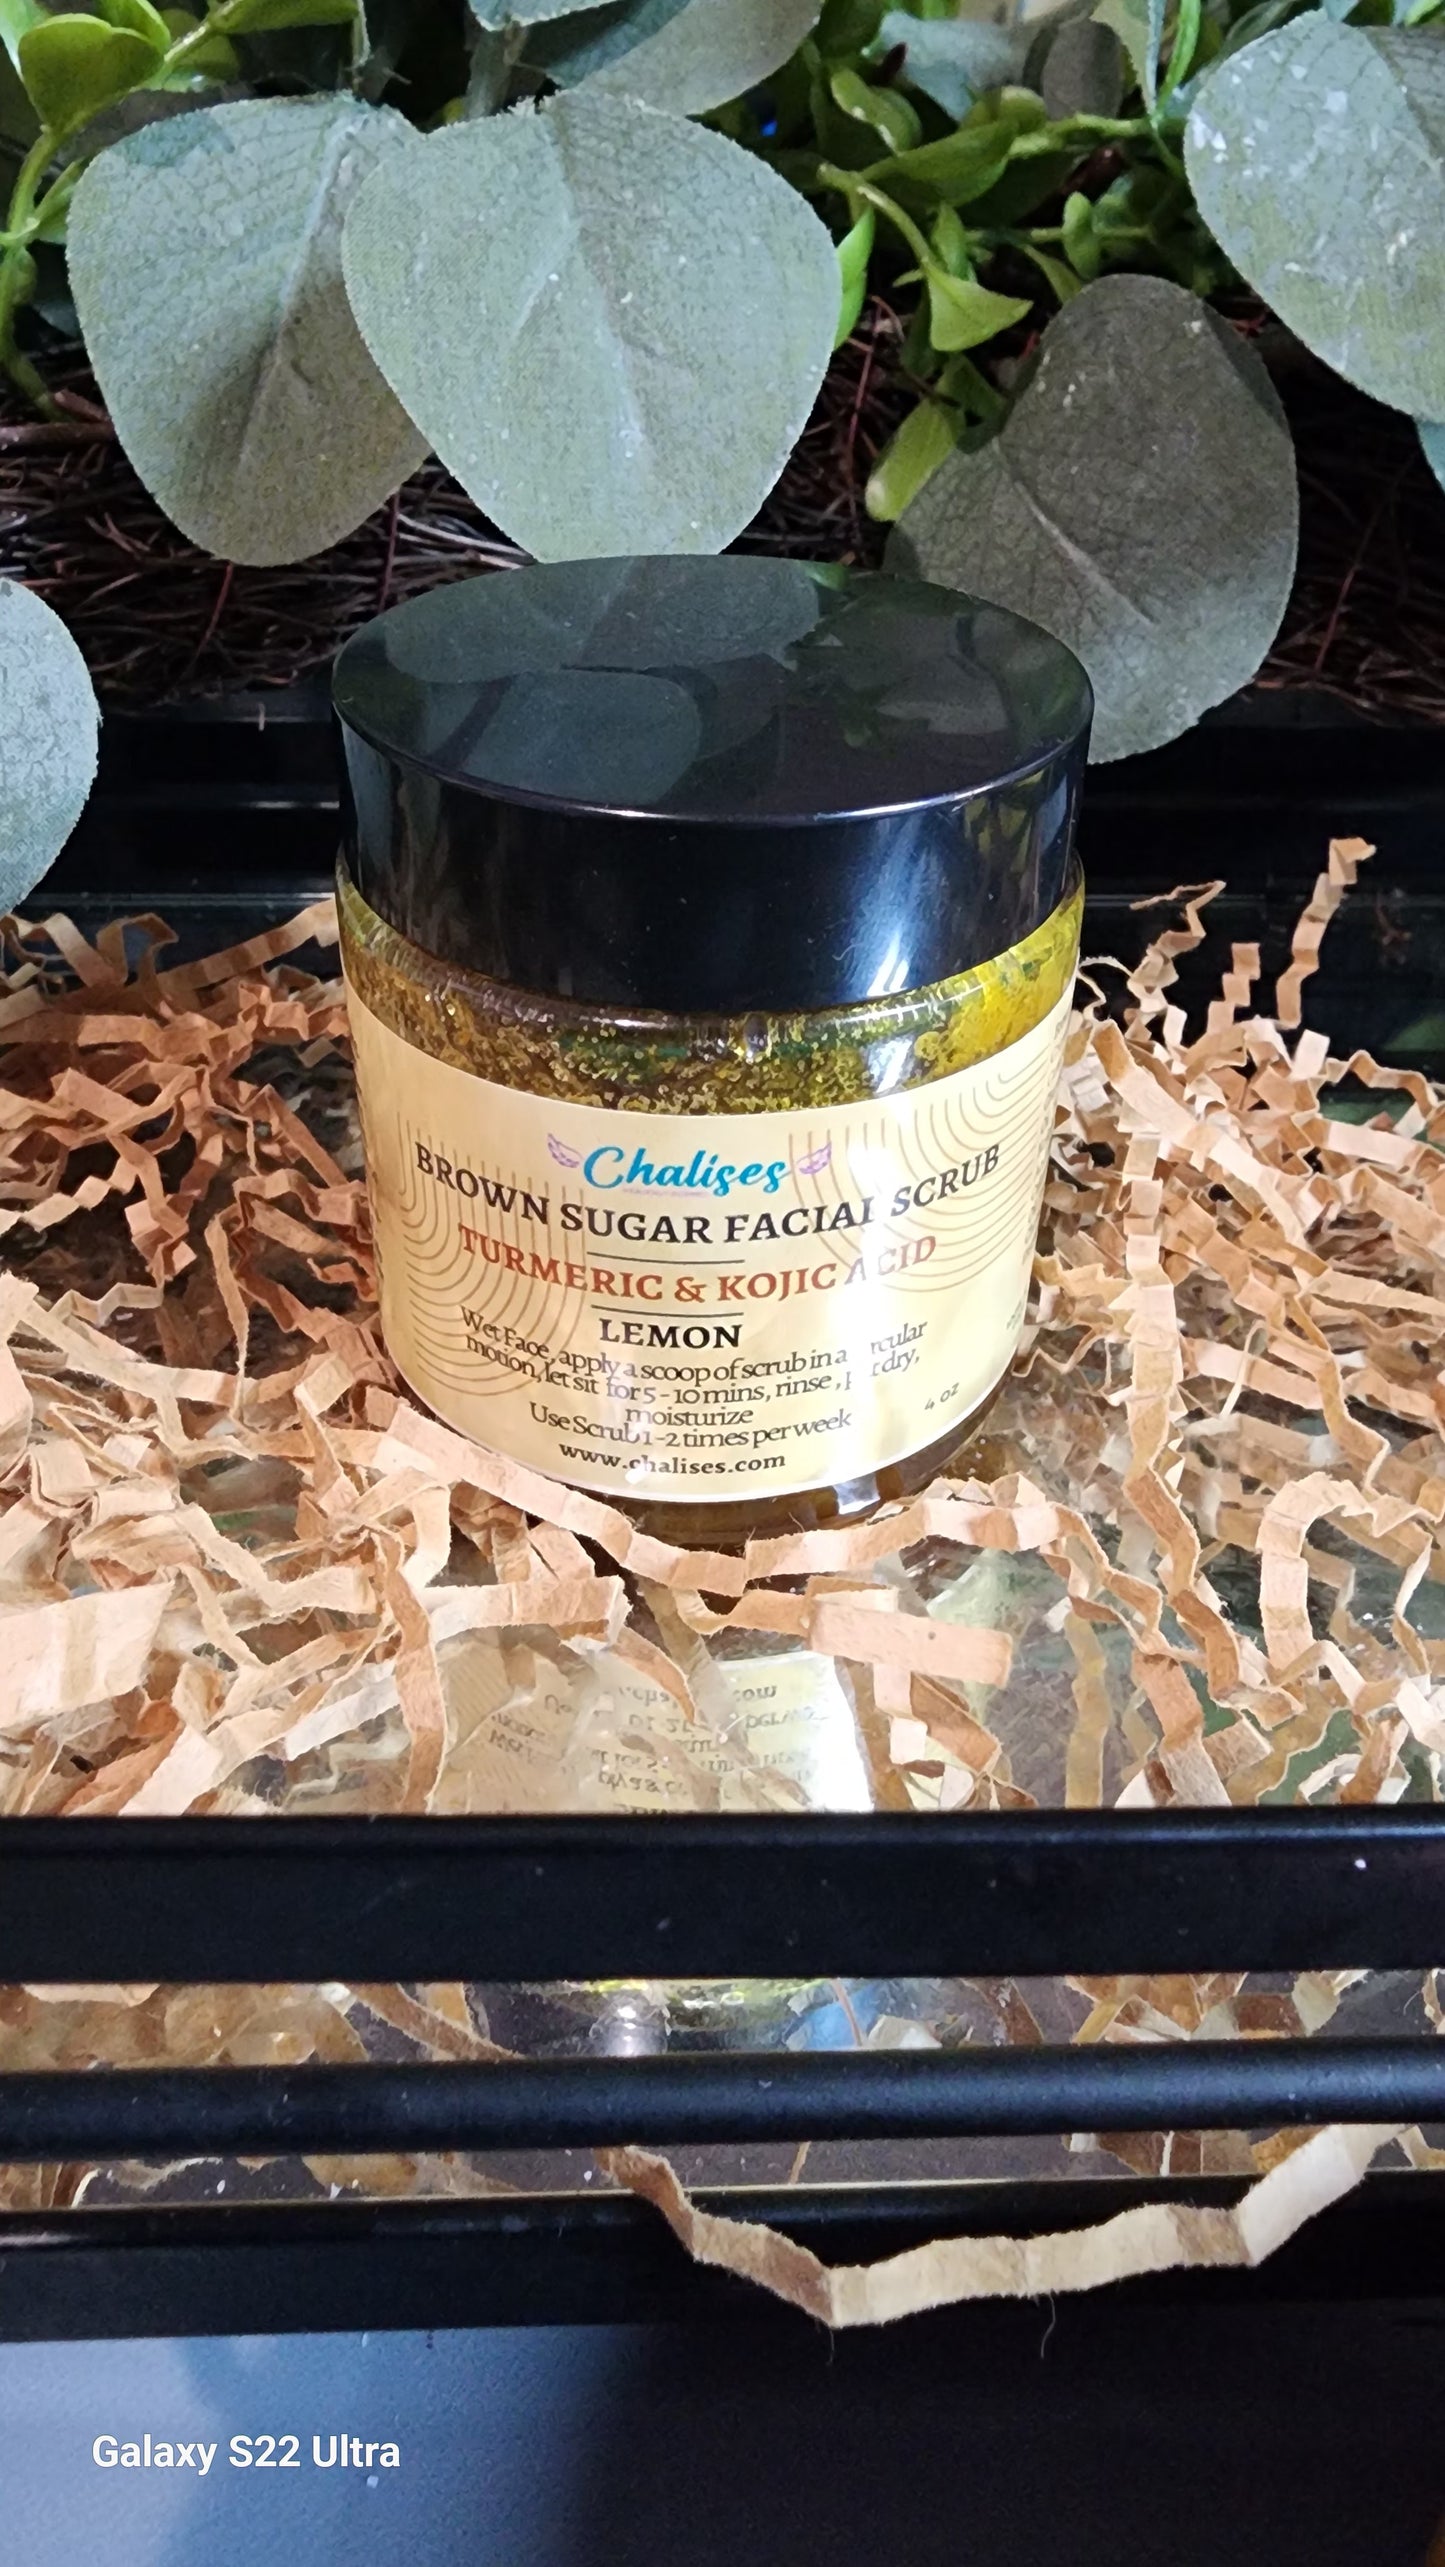 Chalises
BROWN SUGAR FACIAL SCRUB
TURMERIC & KOJIC ACID
LEMON
Wet Face, apply a scoop of scrub in a
motion, let sit for 5 - 10 mins, rinse, dry,
moisturize
Use Scrub 1-2 times per week
4 oz
www.chalises.com
Galaxy S22 Ultra